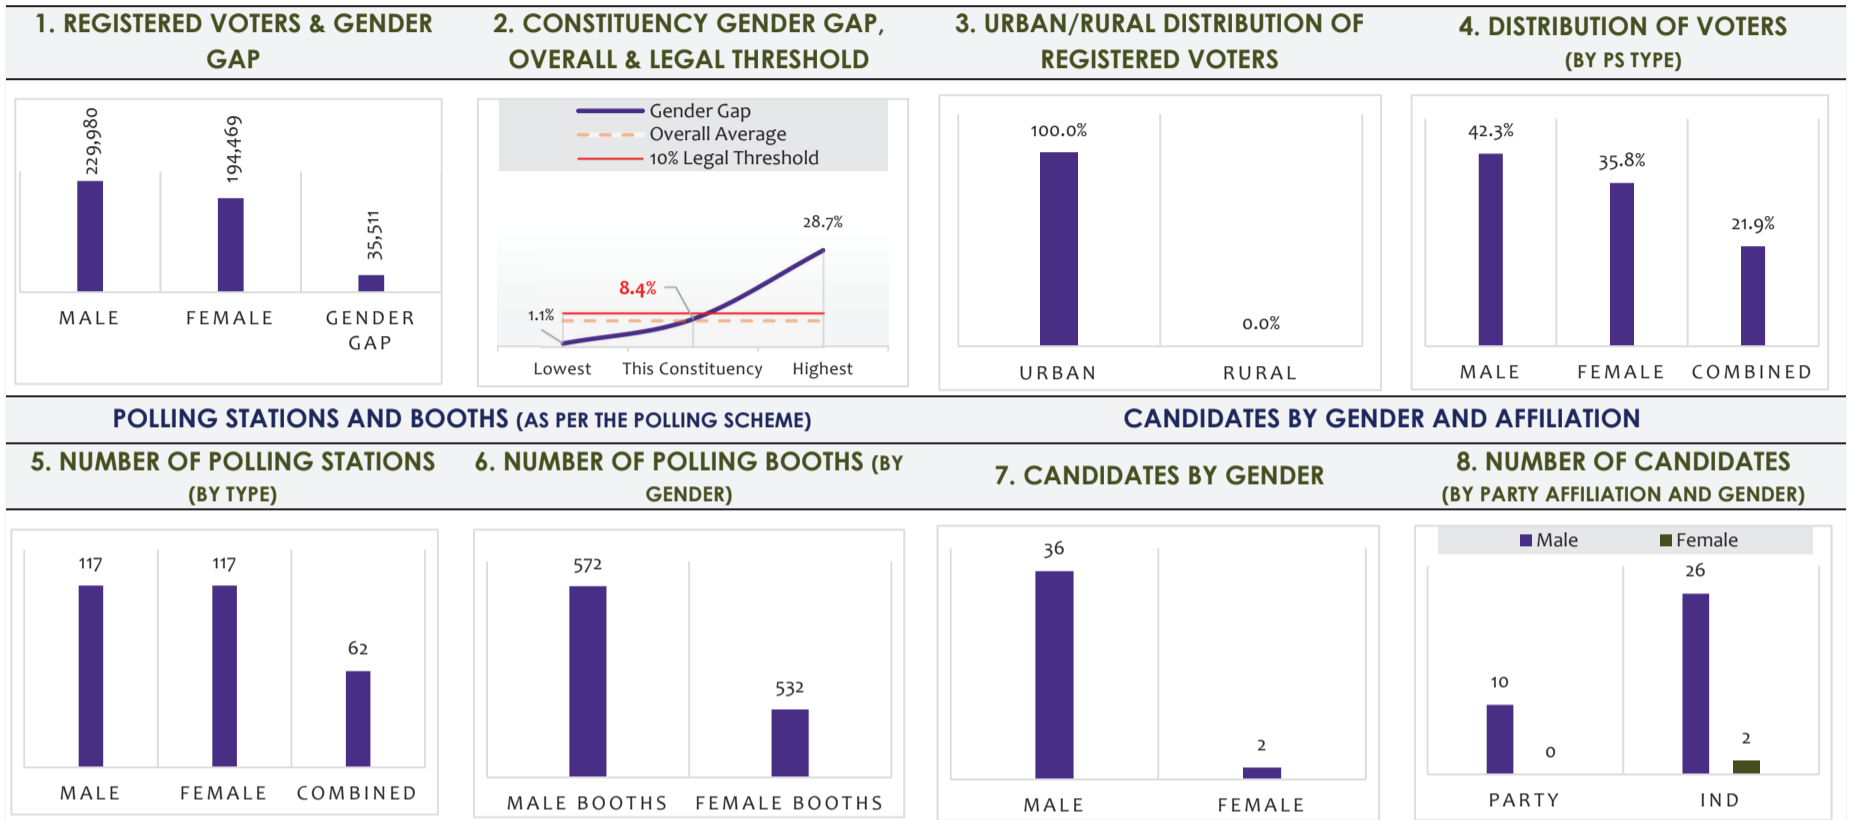 1. REGISTERED VOTERS & GENDER
GAP
2. CONSTITUENCY GENDER GAP,
OVERALL & LEGAL THRESHOLD
3. URBAN/RURAL DISTRIBUTION OF
REGISTERED VOTERS
4. DISTRIBUTION OF VOTERS
(BY PS TYPE)
229,980
194,469
35,511
MALE
FEMALE
GENDER
GAP
Gender Gap
Overall Average
10% Legal Threshold
28.7%
8.4%
1.1%
Lowest
This Constituency
Highest
100.0%
0.0%
URBAN
RURAL
42.3%
35.8%
21.9%
MALE
FEMALE
COMBINED
POLLING STATIONS AND BOOTHS (AS PER THE POLLING SCHEME)
CANDIDATES BY GENDER AND AFFILIATION
5. NUMBER OF POLLING STATIONS
(BY TYPE)
6. NUMBER OF POLLING BOOTHS (BY
GENDER)
7. CANDIDATES BY GENDER
8. NUMBER OF CANDIDATES
(BY PARTY AFFILIATION AND GENDER)
117
117
62
MALE
FEMALE
COMBINED
572
532
MALE BOOTHS
FEMALE BOOTHS
36
2
MALE
FEMALE
Male
Female
10
0
26
2
PARTY
IND